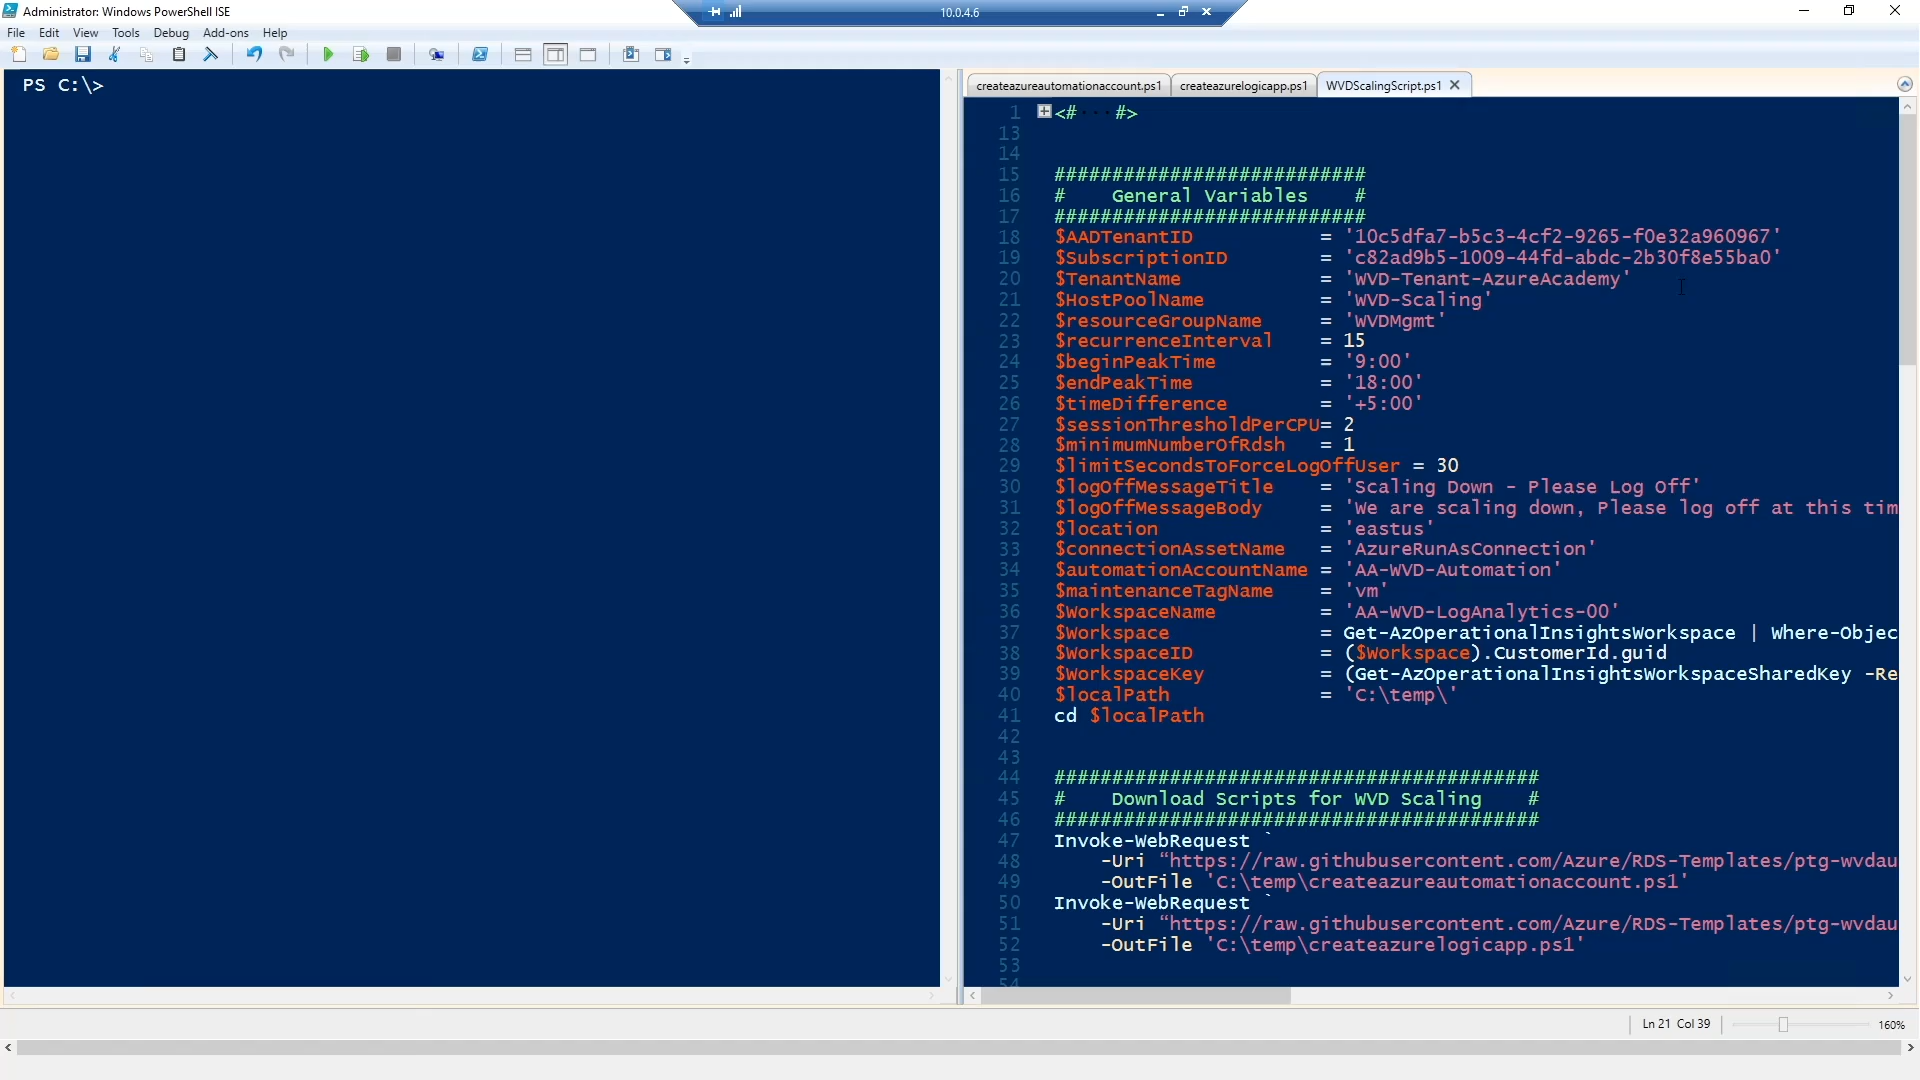 Administrator: Windows PowerShell ISE
10.0.4.6
File Edit View Tools Debug Add-ons Help
PS C:\>
createazureautomationaccount.ps1 createazurelogicapp.ps1 WVDScalingScript.ps1
1 <# ... #>
13
14
15 ###########################
16 # General Variables #
17 ###########################
18 $AADTenantID = '10c5dfa7-b5c3-4cf2-9265-f0e32a960967'
19 $SubscriptionID = 'c82ad9b5-1009-44fd-abdc-2b30f8e55ba0'
20 $TenantName = 'WVD-Tenant-AzureAcademy'
21 $HostPoolName = 'WVD-Scaling'
22 $resourceGroupName = 'WVDMgmt'
23 $recurrenceInterval = 15
24 $beginPeakTime = '9:00'
25 $endPeakTime = '18:00'
26 $timeDifference = '+5:00'
27 $sessionThresholdPerCPU= 2
28 $minimumNumberOfRdsh = 1
29 $limitSecondsToForceLogOffUser = 30
30 $logOffMessageTitle = 'Scaling Down - Please Log Off'
31 $logOffMessageBody = 'We are scaling down, Please log off at this tim
32 $location = 'eastus'
33 $connectionAssetName = 'AzureRunAsConnection'
34 $automationAccountName = 'AA-WVD-Automation'
35 $maintenanceTagName = 'vm'
36 $WorkspaceName = 'AA-WVD-LogAnalytics-00'
37 $Workspace = Get-AzOperationalInsightsWorkspace | Where-Objec
38 $WorkspaceID = ($Workspace).CustomerId.guid
39 $WorkspaceKey = (Get-AzOperationalInsightsWorkspaceSharedKey -Re
40 $localPath = 'C:\temp\'
41 cd $localPath
42
43
44 ##########################################
45 # Download Scripts for WVD Scaling #
46 ##########################################
47 Invoke-WebRequest `
48 -Uri “https://raw.githubusercontent.com/Azure/RDS-Templates/ptg-wvdau
49 -OutFile 'C:\temp\createazureautomationaccount.ps1'
50 Invoke-WebRequest `
51 -Uri “https://raw.githubusercontent.com/Azure/RDS-Templates/ptg-wvdau
52 -OutFile 'C:\temp\createazurelogicapp.ps1'
53
54
Ln 21 Col 39 160%